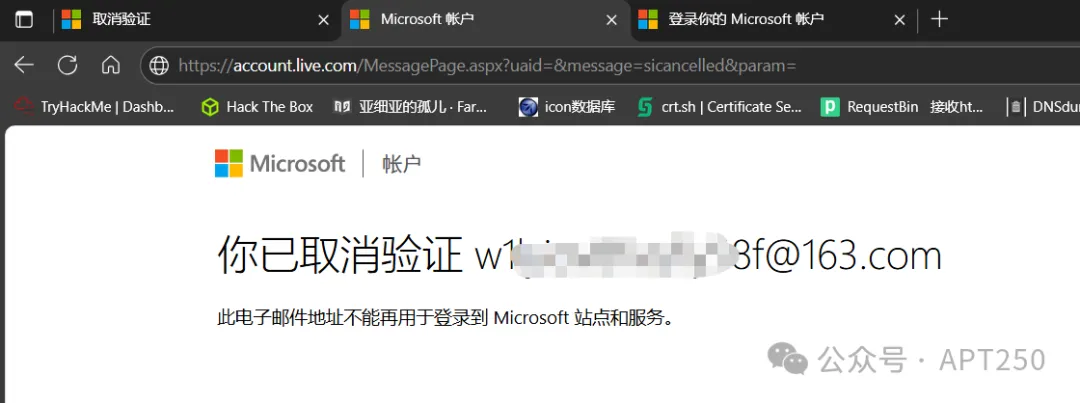 取消验证
Microsoft 帐户
登录你的 Microsoft 帐户
https://account.live.com/MessagePage.aspx?uaid=&message=sicancelled&param=
TryHackMe | Dashb...
Hack The Box
亚细亚的孤儿 · Far...
icon数据库
crt.sh | Certificate Se...
RequestBin 接收ht...
DNSdun
Microsoft
帐户
你已取消验证 3f@163.com
此电子邮件地址不能再用于登录到 Microsoft 站点和服务。
公众号 · APT250